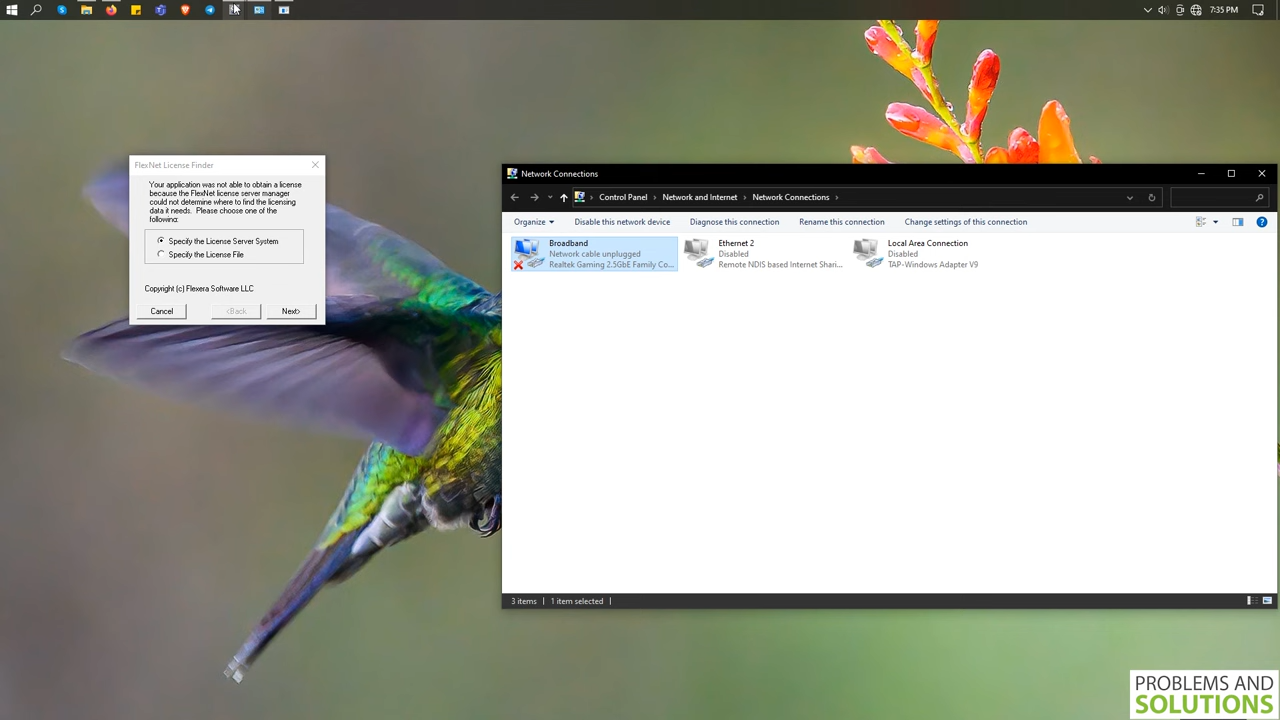 7:35 PM
FlexNet License Finder
Your application was not able to obtain a license
because the FlexNet license server manager
could not determine where to find the licensing
data it needs. Please choose one of the
following:
Specify the License Server System
Specify the License File
Copyright (c) Flexera Software LLC
Cancel
<Back
Next>
Network Connections
Control Panel
Network and Internet
Network Connections
Organize
Disable this network device
Diagnose this connection
Rename this connection
Change settings of this connection
Broadband
Network cable unplugged
Realtek Gaming 2.5GbE Family Co...
Ethernet 2
Disabled
Remote NDIS based Internet Shari...
Local Area Connection
Disabled
TAP-Windows Adapter V9
3 items
1 item selected
PROBLEMS AND
SOLUTIONS